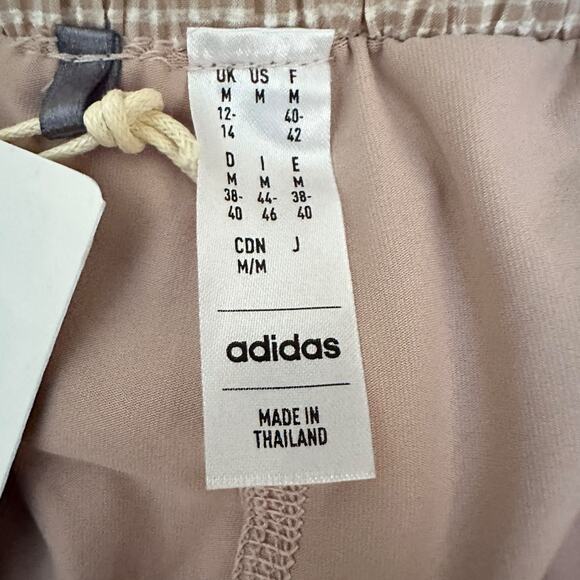 UK US F
M M M
12- 40-
14 42
D I E
M M M
38- 44- 38-
40 46 40
CDN J
M/M
adidas
MADE IN
THAILAND